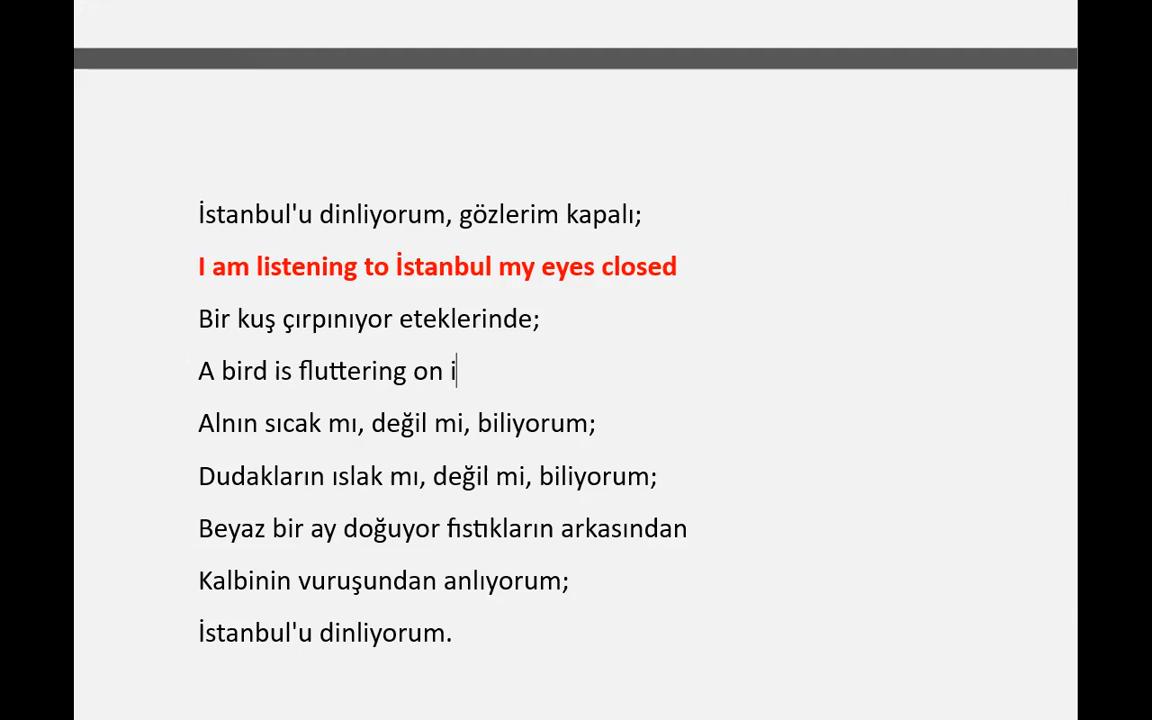 İstanbul'u dinliyorum, gözlerim kapalı;
I am listening to İstanbul my eyes closed
Bir kuş çırpınıyor eteklerinde;
A bird is fluttering on i
Alnın sıcak mı, değil mi, biliyorum;
Dudakların ıslak mı, değil mi, biliyorum;
Beyaz bir ay doğuyor fıstıkların arkasından
Kalbinin vuruşundan anlıyorum;
İstanbul'u dinliyorum.